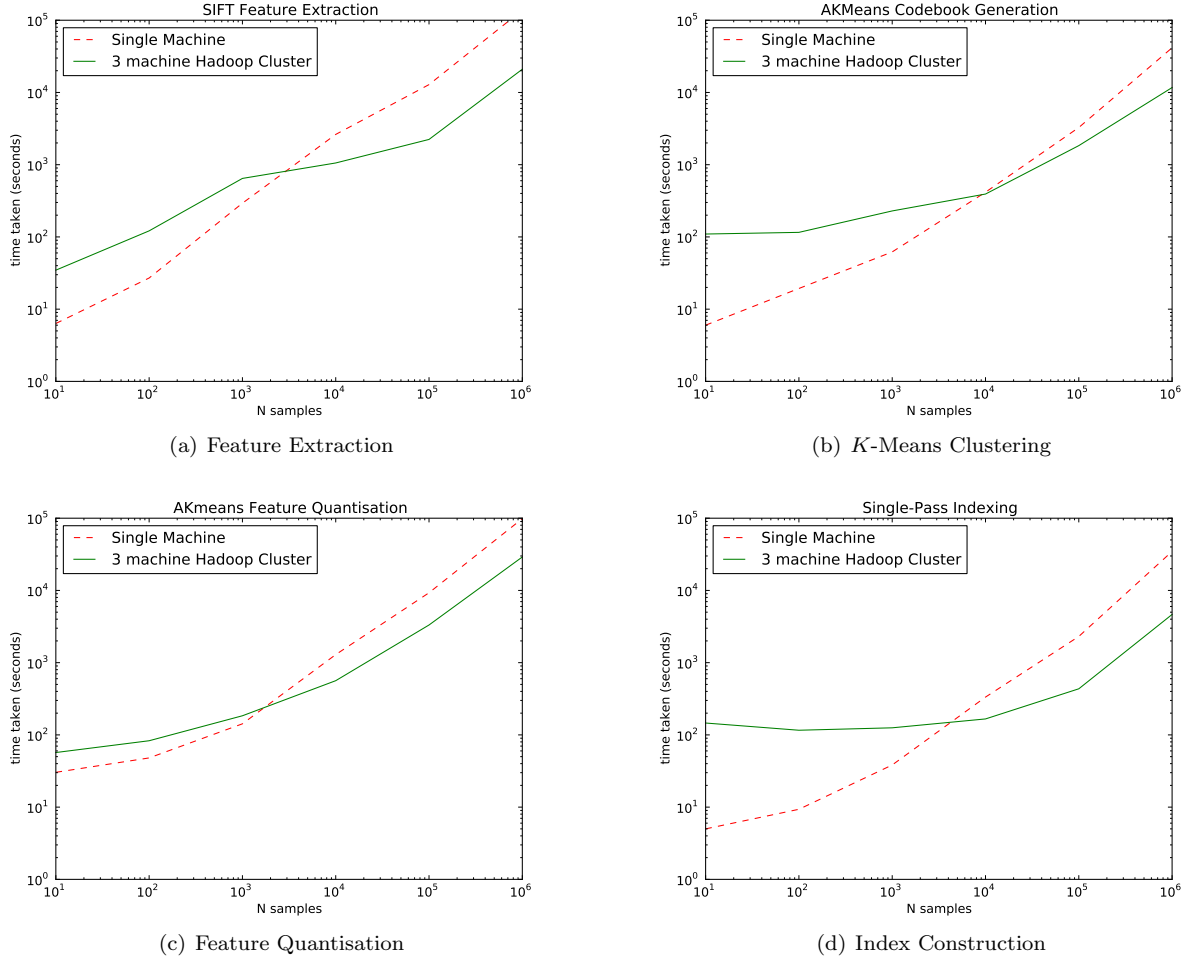 SIFT Feature Extraction
10^5
10^4
10^3
10^2
10^1
10^0
time taken (seconds)
Single Machine
3 machine Hadoop Cluster
10^1 10^2 10^3 10^4 10^5 10^6
N samples
(a) Feature Extraction
AKMeans Codebook Generation
10^5
10^4
10^3
10^2
10^1
10^0
time taken (seconds)
Single Machine
3 machine Hadoop Cluster
10^1 10^2 10^3 10^4 10^5 10^6
N samples
(b) K-Means Clustering
AKmeans Feature Quantisation
10^5
10^4
10^3
10^2
10^1
10^0
time taken (seconds)
Single Machine
3 machine Hadoop Cluster
10^1 10^2 10^3 10^4 10^5 10^6
N samples
(c) Feature Quantisation
Single-Pass Indexing
10^5
10^4
10^3
10^2
10^1
10^0
time taken (seconds)
Single Machine
3 machine Hadoop Cluster
10^1 10^2 10^3 10^4 10^5 10^6
N samples
(d) Index Construction